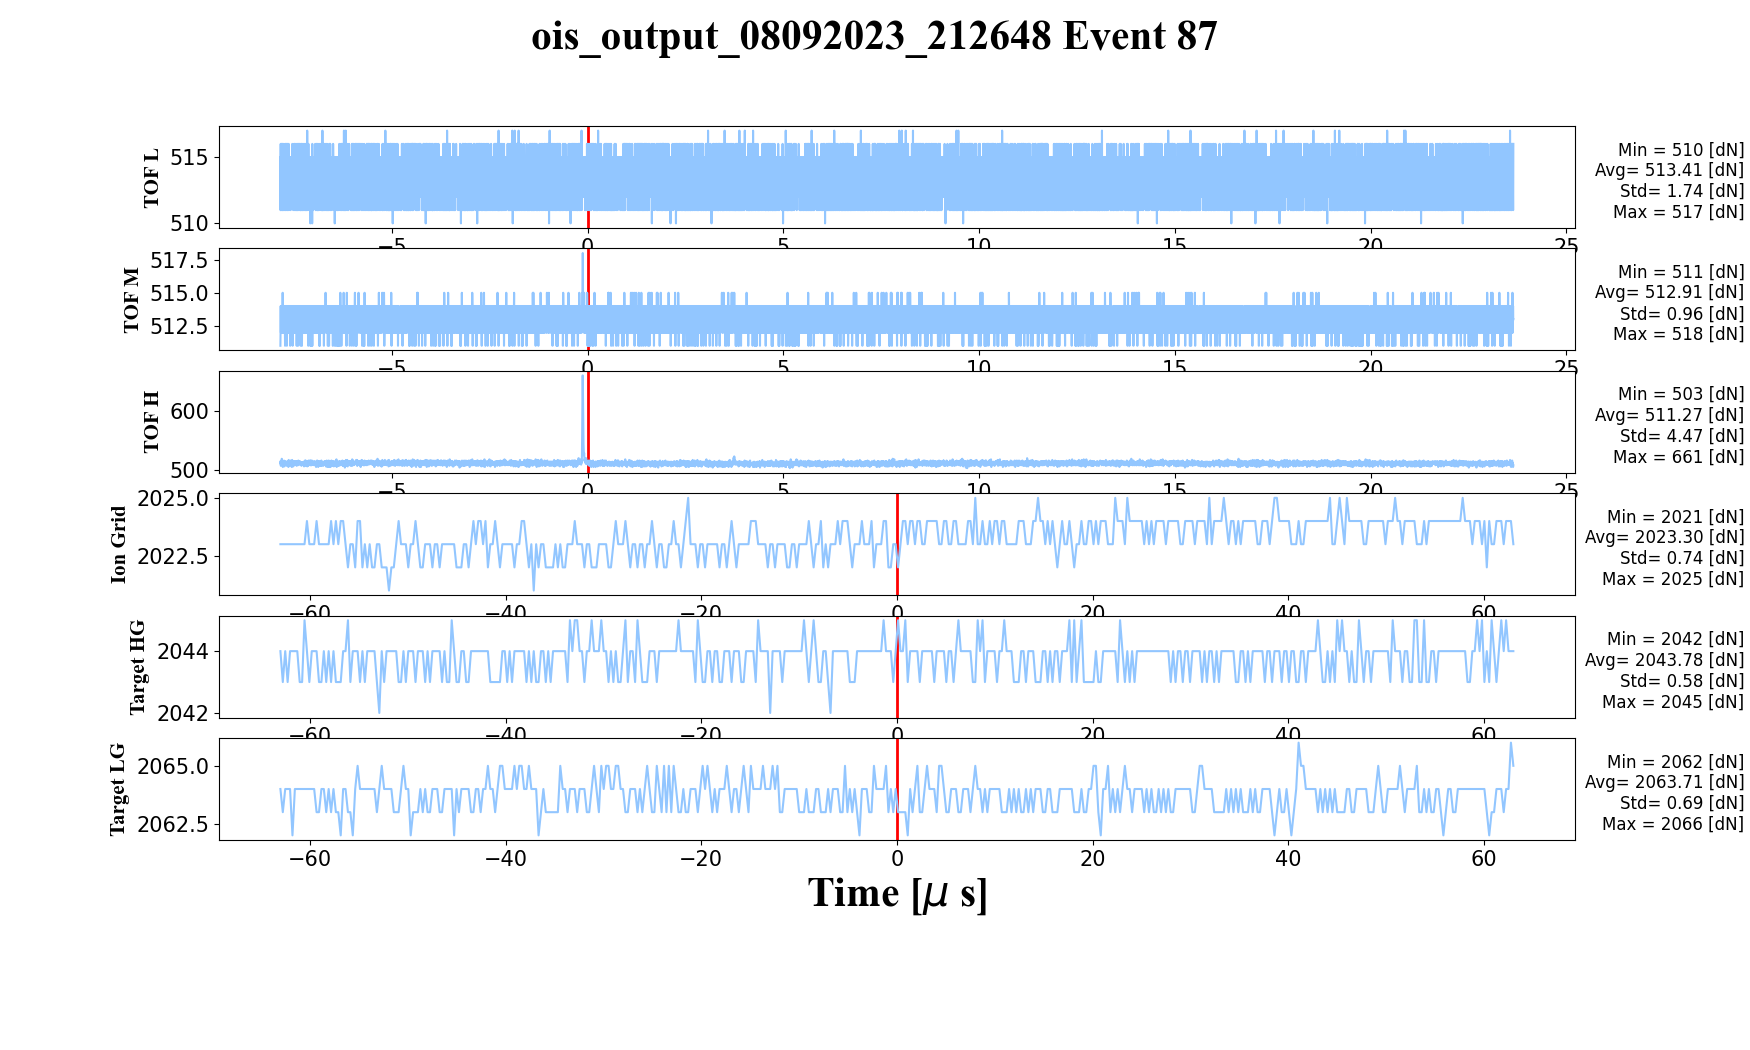 ois_output_08092023_212648 Event 87
TOF L
515
510
−5
0
5
10
15
20
25
Min = 510 [dN]
Avg= 513.41 [dN]
Std= 1.74 [dN]
Max = 517 [dN]
TOF M
517.5
515.0
512.5
−5
0
5
10
15
20
25
Min = 511 [dN]
Avg= 512.91 [dN]
Std= 0.96 [dN]
Max = 518 [dN]
TOF H
600
500
−5
0
5
10
15
20
25
Min = 503 [dN]
Avg= 511.27 [dN]
Std= 4.47 [dN]
Max = 661 [dN]
Ion Grid
2025.0
2022.5
−60
−40
−20
0
20
40
60
Min = 2021 [dN]
Avg= 2023.30 [dN]
Std= 0.74 [dN]
Max = 2025 [dN]
Target HG
2044
2042
−60
−40
−20
0
20
40
60
Min = 2042 [dN]
Avg= 2043.78 [dN]
Std= 0.58 [dN]
Max = 2045 [dN]
Target LG
2065.0
2062.5
−60
−40
−20
0
20
40
60
Min = 2062 [dN]
Avg= 2063.71 [dN]
Std= 0.69 [dN]
Max = 2066 [dN]
Time [μ s]